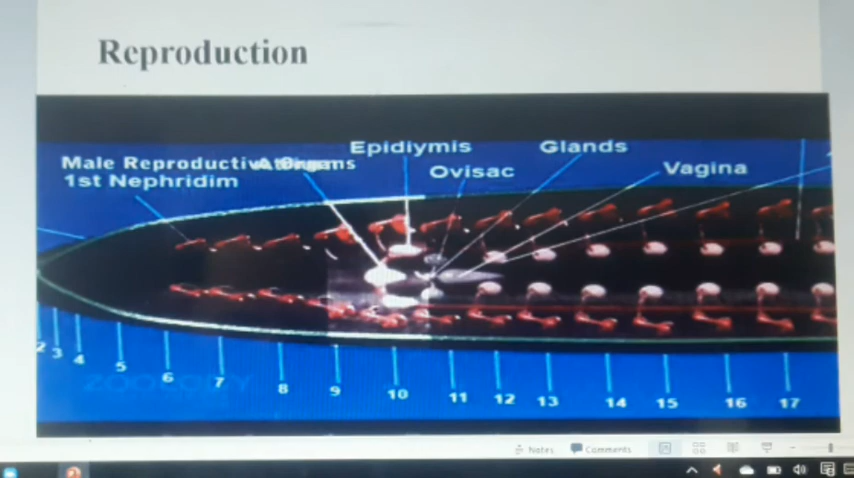 Reproduction
Epidiymis
Glands
Male Reproductive Organs
Ovisac
Vagina
1st Nephridim
2 3 4 5 6 7 8 9 10 11 12 13 14 15 16 17
ZOOLOGY
Notes
Comments